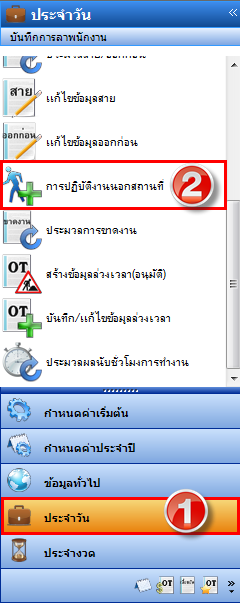 ประจำวัน
บันทึกการลาพนักงาน
สาย
แก้ไขข้อมูลสาย
ออกก่อน
แก้ไขข้อมูลออกก่อน
การปฏิบัติงานนอกสถานที่
2
ขาดงาน
ประมวลการขาดงาน
OT
สร้างข้อมูลล่วงเวลา(อนุมัติ)
OT
บันทึก/แก้ไขข้อมูลล่วงเวลา
ประมวลผลนับชั่วโมงการทำงาน
กำหนดค่าเริ่มต้น
กำหนดค่าประจำปี
ข้อมูลทั่วไป
ประจำวัน
1
ประจำงวด
OT
OT